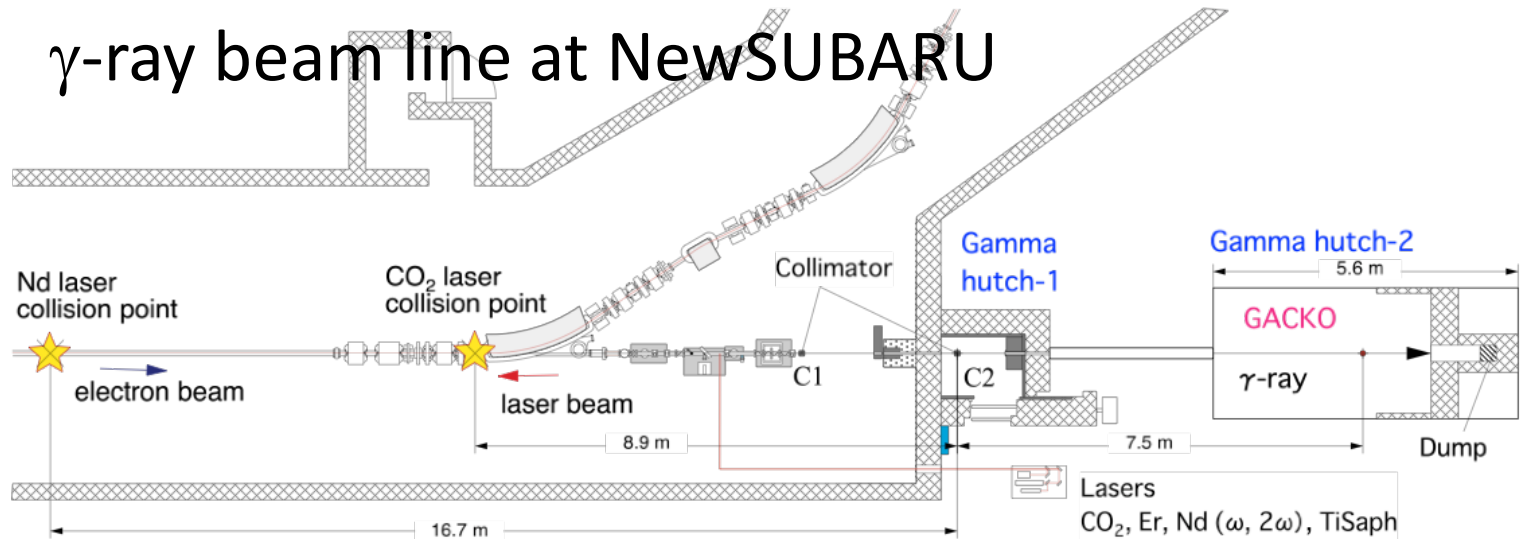 γ-ray beam line at NewSUBARU
Gamma
hutch-1
Gamma hutch-2
5.6 m
Nd laser
collision point
CO₂ laser
collision point
Collimator
GACKO
electron beam
laser beam
C1
C2
γ-ray
8.9 m
7.5 m
Dump
Lasers
CO₂, Er, Nd (ω, 2ω), TiSaph
16.7 m